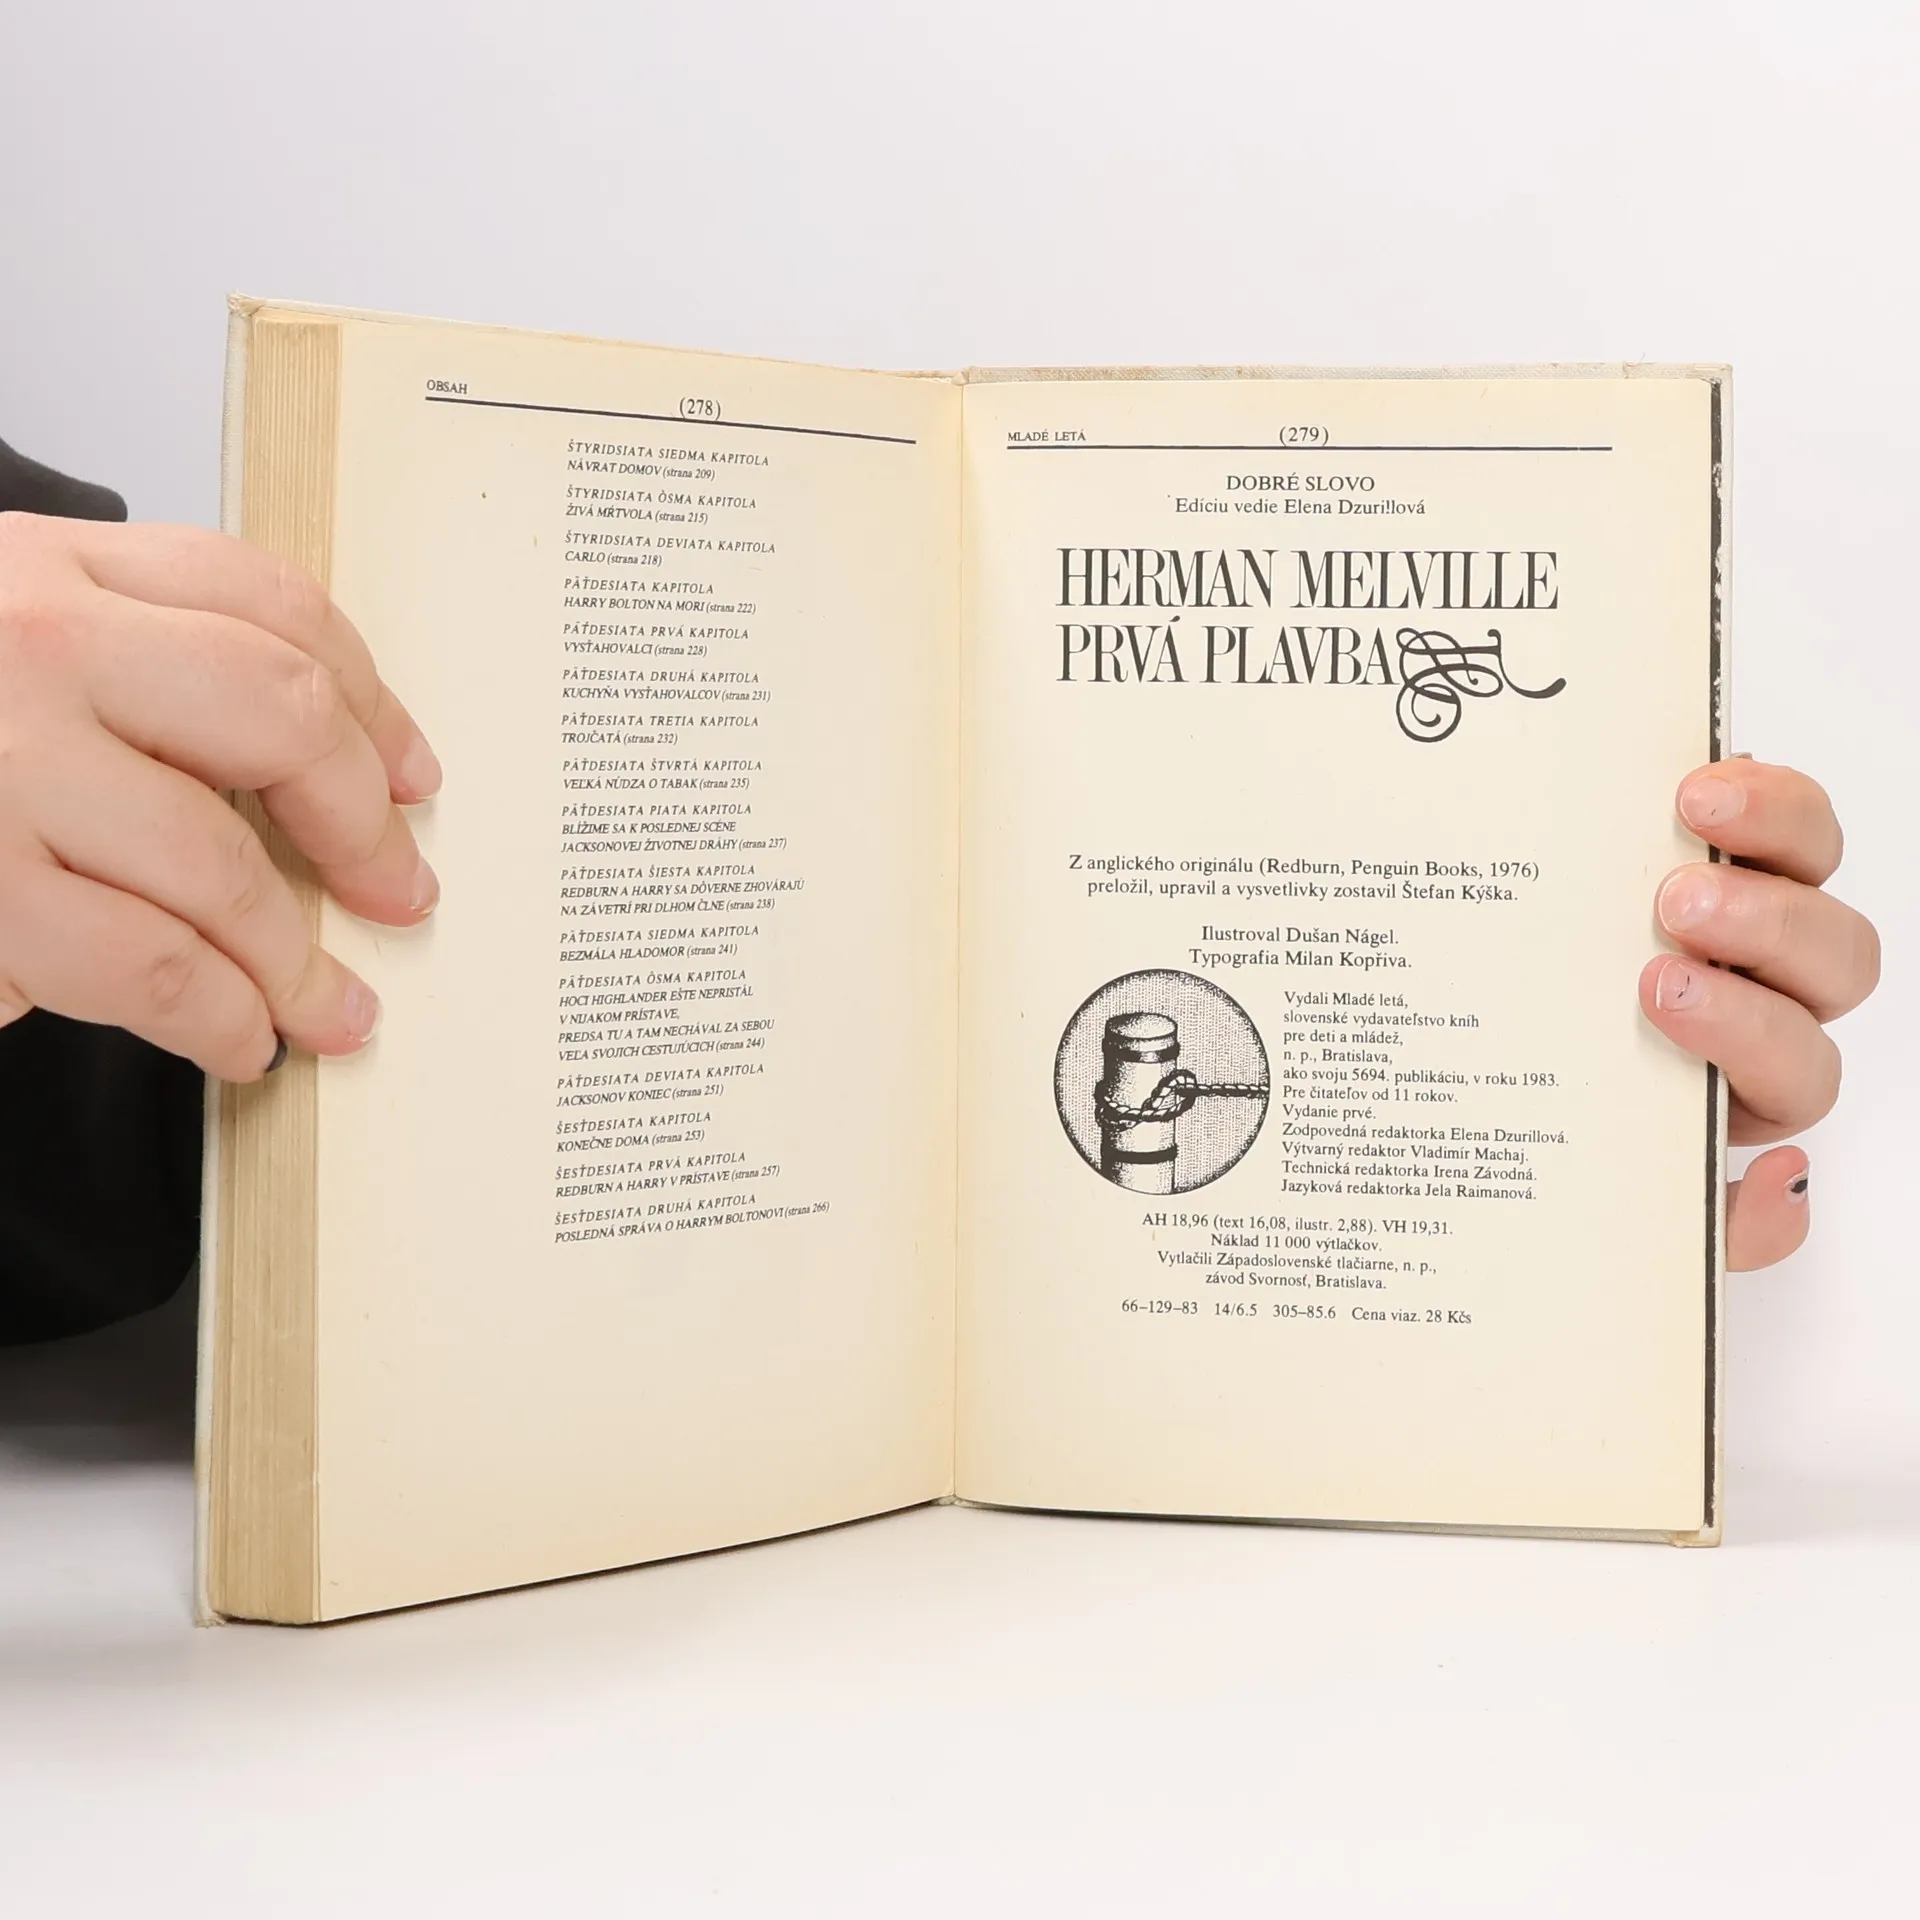 OBSAH
(278)
ŠTYRIDSIATA SIEDMA KAPITOLA
NÁVRAT DOMOV (strana 209)
ŠTYRIDSIATA ÔSMA KAPITOLA
ŽIVÁ MŔTVOLA (strana 215)
ŠTYRIDSIATA DEVIATA KAPITOLA
CARLO (strana 218)
PÄŤDESIATA KAPITOLA
HARRY BOLTON NA MORI (strana 222)
PÄŤDESIATA PRVÁ KAPITOLA
VYSŤAHOVALCI (strana 228)
PÄŤDESIATA DRUHÁ KAPITOLA
KUCHYŇA VYSŤAHOVALCOV (strana 231)
PÄŤDESIATA TRETIA KAPITOLA
TROJČATÁ (strana 232)
PÄŤDESIATA ŠTVRTÁ KAPITOLA
VEĽKÁ NÚDZA O TABAK (strana 235)
PÄŤDESIATA PIATA KAPITOLA
BLÍŽIME SA K POSLEDNEJ SCÉNE
JACKSONOVEJ ŽIVOTNEJ DRÁHY (strana 237)
PÄŤDESIATA ŠIESTA KAPITOLA
REDBURN A HARRY SA DÔVERNE ZHOVÁRAJÚ
NA ZÁVETRÍ PRI DLHOM ČLNE (strana 238)
PÄŤDESIATA SIEDMA KAPITOLA
BEZMÁLA HLADOMOR (strana 241)
PÄŤDESIATA ÔSMA KAPITOLA
HOCI HIGHLANDER EŠTE NEPRISTÁL
V NIJAKOM PRÍSTAVE,
PREDSA TU A TAM NECHÁVAL ZA SEBOU
VEĽA SVOJICH CESTUJÚCICH (strana 244)
PÄŤDESIATA DEVIATA KAPITOLA
JACKSONOV KONIEC (strana 251)
ŠESŤDESIATA KAPITOLA
KONEČNE DOMA (strana 253)
ŠESŤDESIATA PRVÁ KAPITOLA
REDBURN A HARRY V PRÍSTAVE (strana 257)
ŠESŤDESIATA DRUHÁ KAPITOLA
POSLEDNÁ SPRÁVA O HARRYM BOLTONOVI (strana 266)
MLADÉ LETÁ
(279)
DOBRÉ SLOVO
Edíciu vedie Elena Dzurillová
HERMAN MELVILLE
PRVÁ PLAVBA
Z anglického originálu (Redburn, Penguin Books, 1976)
preložil, upravil a vysvetlivky zostavil Štefan Kýška.
Ilustroval Dušan Nágel.
Typografia Milan Kopřiva.
Vydali Mladé letá,
slovenské vydavateľstvo kníh
pre deti a mládež,
n. p., Bratislava,
ako svoju 5694. publikáciu, v roku 1983.
Pre čitateľov od 11 rokov.
Vydanie prvé.
Zodpovedná redaktorka Elena Dzurillová.
Výtvarný redaktor Vladimír Machaj.
Technická redaktorka Irena Závodná.
Jazyková redaktorka Jela Raimanová.
AH 18,96 (text 16,08, ilustr. 2,88). VH 19,31.
Náklad 11 000 výtlačkov.
Vytlačili Západoslovenské tlačiarne, n. p.,
závod Svornosť, Bratislava.
66–129–83 14/6.5 305–85.6 Cena viaz. 28 Kčs